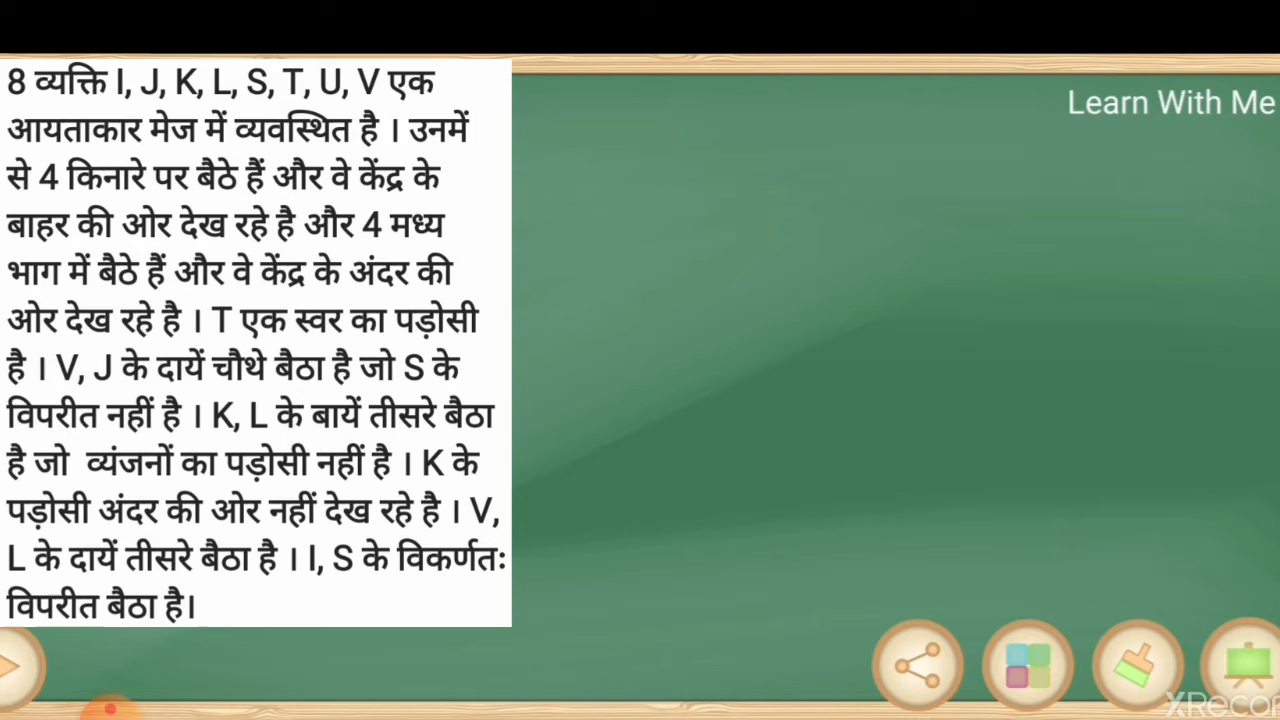 8 व्यक्ति I, J, K, L, S, T, U, V एक
आयताकार मेज में व्यवस्थित है । उनमें
से 4 किनारे पर बैठे हैं और वे केंद्र के
बाहर की ओर देख रहे है और 4 मध्य
भाग में बैठे हैं और वे केंद्र के अंदर की
ओर देख रहे है । T एक स्वर का पड़ोसी
है । V, J के दायें चौथे बैठा है जो S के
विपरीत नहीं है । K, L के बायें तीसरे बैठा
है जो व्यंजनों का पड़ोसी नहीं है । K के
पड़ोसी अंदर की ओर नहीं देख रहे है । V,
L के दायें तीसरे बैठा है । I, S के विकर्णतः
विपरीत बैठा है।
Learn With Me
XRecor